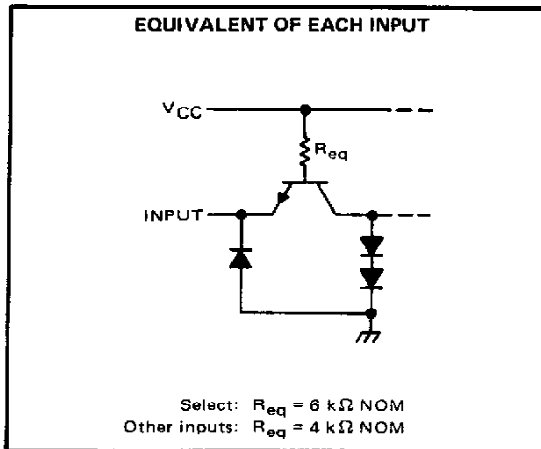 EQUIVALENT OF EACH INPUT
VCC
Req
INPUT
Select: Req = 6 kΩ NOM
Other inputs: Req = 4 kΩ NOM